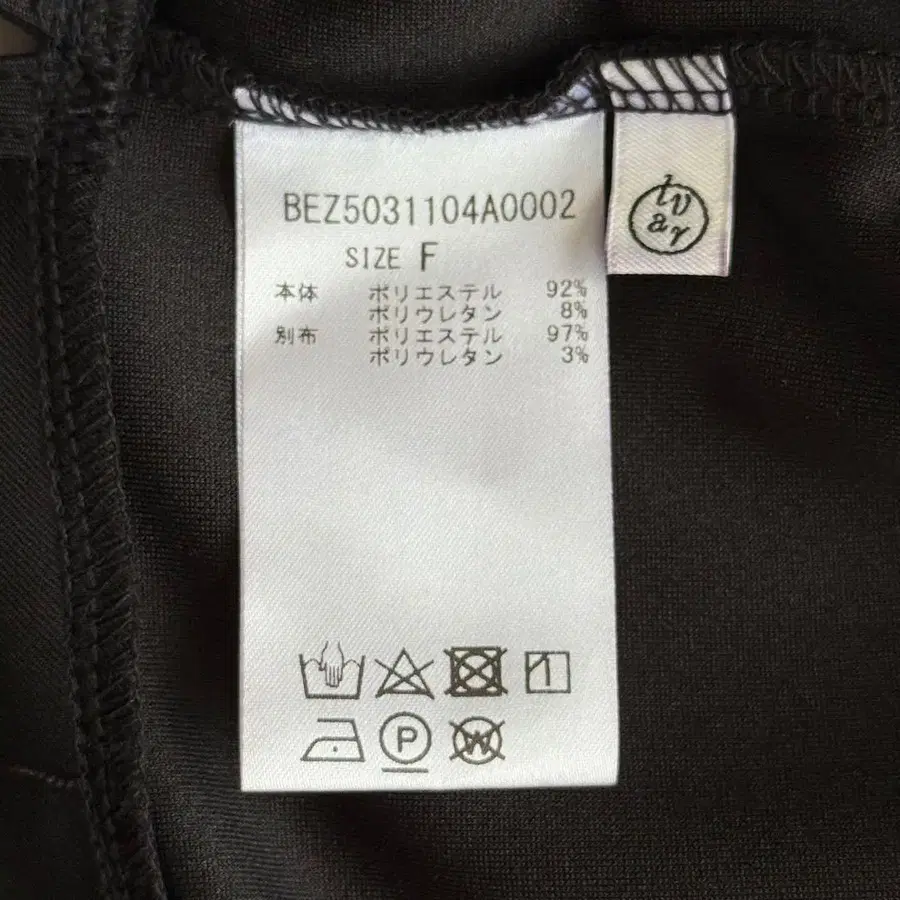 BEZ5031104A0002
SIZE F
本体 ポリエステル 92%
ポリウレタン 8%
別布 ポリエステル 97%
ポリウレタン 3%
P
W